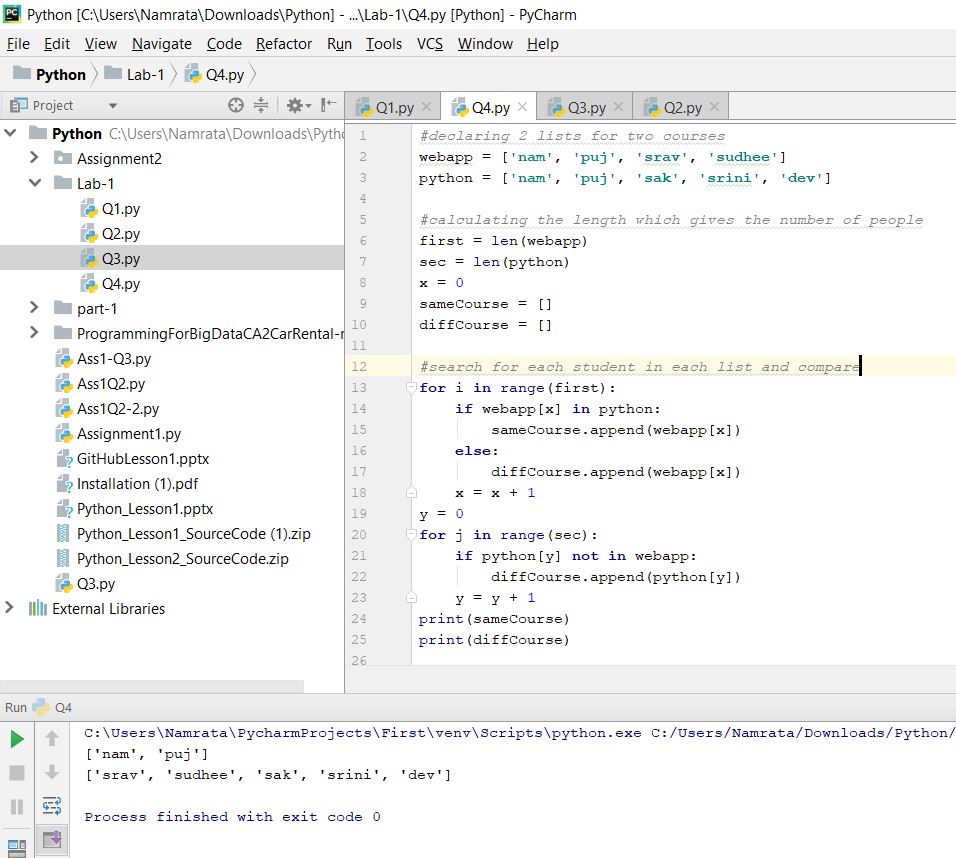 Python [C:\Users\Namrata\Downloads\Python] - ...\Lab-1\Q4.py [Python] - PyCharm
File Edit View Navigate Code Refactor Run Tools VCS Window Help
Python Lab-1 Q4.py
Project
Q1.py Q4.py Q3.py Q2.py
Python C:\Users\Namrata\Downloads\Pytho
Assignment2
Lab-1
Q1.py
Q2.py
Q3.py
Q4.py
part-1
ProgrammingForBigDataCA2CarRental-r
Ass1-Q3.py
Ass1Q2.py
Ass1Q2-2.py
Assignment1.py
GitHubLesson1.pptx
Installation (1).pdf
Python_Lesson1.pptx
Python_Lesson1_SourceCode (1).zip
Python_Lesson2_SourceCode.zip
Q3.py
External Libraries
1 #declaring 2 lists for two courses
2 webapp = ['nam', 'puj', 'srav', 'sudhee']
3 python = ['nam', 'puj', 'sak', 'srini', 'dev']
4
5 #calculating the length which gives the number of people
6 first = len(webapp)
7 sec = len(python)
8 x = 0
9 sameCourse = []
10 diffCourse = []
11
12 #search for each student in each list and compare
13 for i in range(first):
14     if webapp[x] in python:
15         sameCourse.append(webapp[x])
16     else:
17         diffCourse.append(webapp[x])
18     x = x + 1
19 y = 0
20 for j in range(sec):
21     if python[y] not in webapp:
22         diffCourse.append(python[y])
23     y = y + 1
24 print(sameCourse)
25 print(diffCourse)
26
Run Q4
C:\Users\Namrata\PycharmProjects\First\venv\Scripts\python.exe C:/Users/Namrata/Downloads/Python/
['nam', 'puj']
['srav', 'sudhee', 'sak', 'srini', 'dev']
Process finished with exit code 0